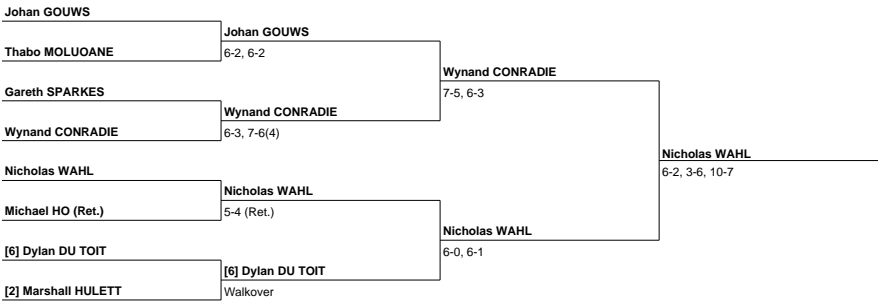 Johan GOUWS
Johan GOUWS
Thabo MOLUOANE
6-2, 6-2
Wynand CONRADIE
Gareth SPARKES
7-5, 6-3
Wynand CONRADIE
Wynand CONRADIE
6-3, 7-6(4)
Nicholas WAHL
Nicholas WAHL
6-2, 3-6, 10-7
Nicholas WAHL
Michael HO (Ret.)
5-4 (Ret.)
Nicholas WAHL
[6] Dylan DU TOIT
6-0, 6-1
[6] Dylan DU TOIT
[2] Marshall HULETT
Walkover